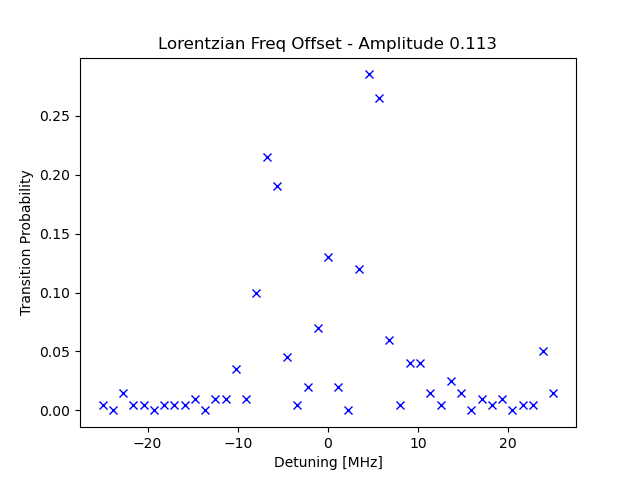 Lorentzian Freq Offset - Amplitude 0.113
Transition Probability
0.25
0.20
0.15
0.10
0.05
0.00
−20 −10 0 10 20
Detuning [MHz]